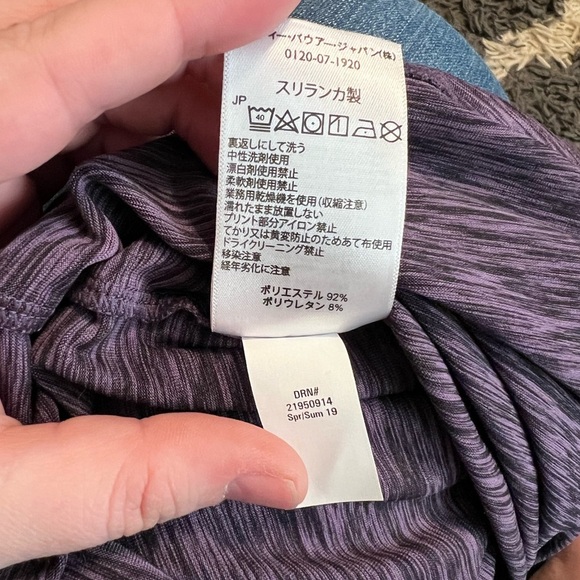 イー・バウアー・ジャパン(株)
0120-07-1920
スリランカ製
JP
40
裏返しにして洗う
中性洗剤使用
漂白剤使用禁止
柔軟剤使用禁止
業務用乾燥機を使用(収縮注意)
濡れたまま放置しない
プリント部分アイロン禁止
てかり又は黄変防止のためあて布使用
ドライクリーニング禁止
移染注意
経年劣化に注意
ポリエステル 92%
ポリウレタン 8%
DRN#
21950914
Spr/Sum 19